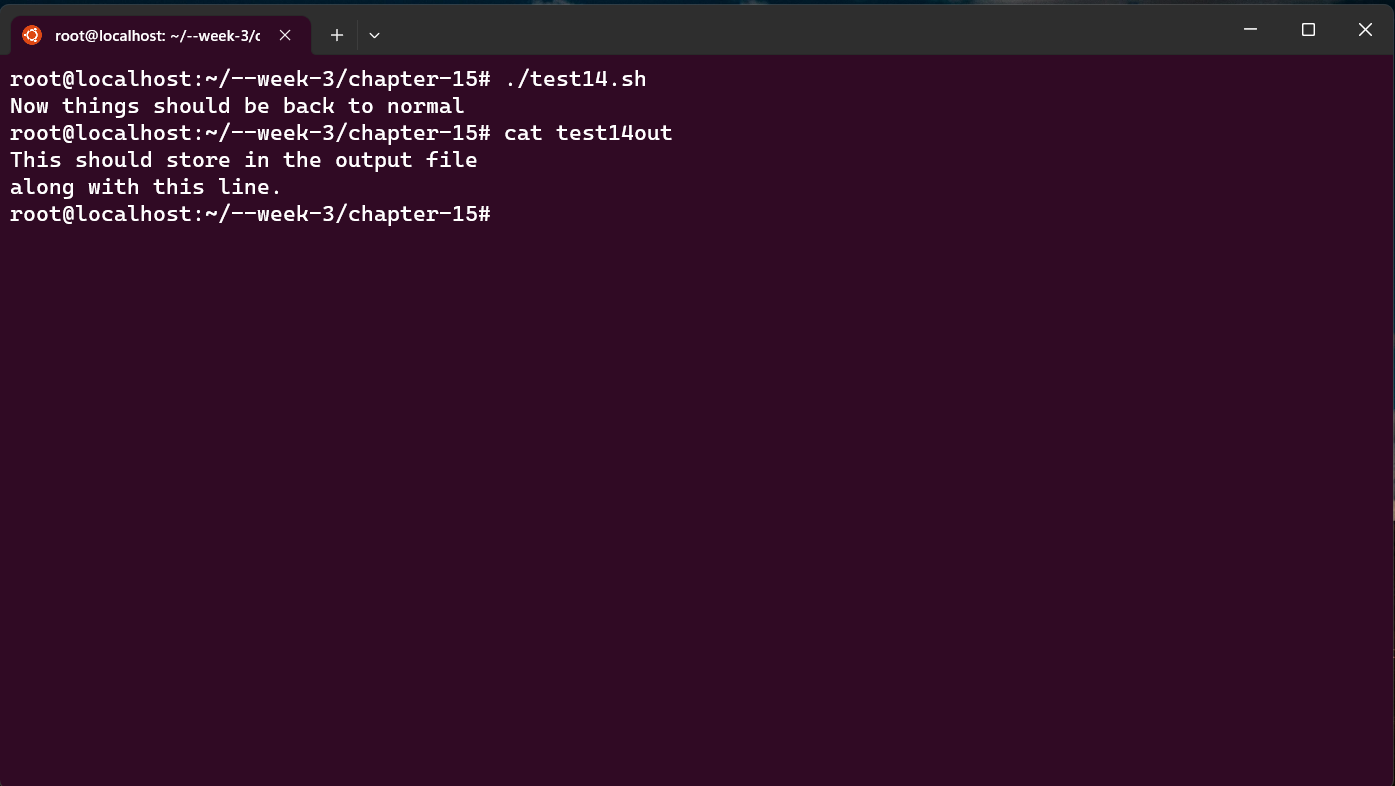 root@localhost: ~/--week-3/c
root@localhost:~/--week-3/chapter-15# ./test14.sh
Now things should be back to normal
root@localhost:~/--week-3/chapter-15# cat test14out
This should store in the output file
along with this line.
root@localhost:~/--week-3/chapter-15#